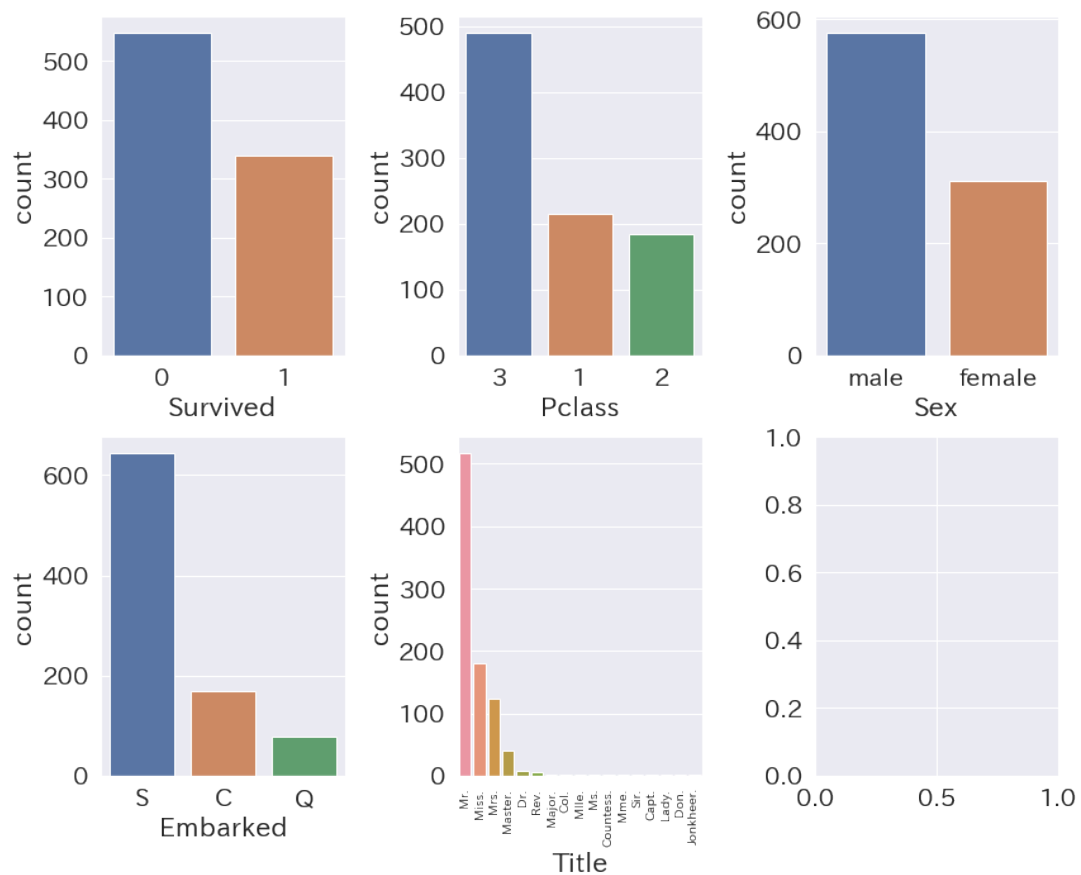 count
500
400
300
200
100
0
0 1
Survived
count
500
400
300
200
100
0
3 1 2
Pclass
count
600
400
200
0
male female
Sex
count
600
400
200
0
S C Q
Embarked
count
500
400
300
200
100
0
Mr. Miss. Mrs. Master. Dr. Rev. Major. Col. Mlle. Ms. Countess. Mme. Sir. Capt. Lady. Don. Jonkheer.
Title
1.0
0.8
0.6
0.4
0.2
0.0
0.0 0.5 1.0